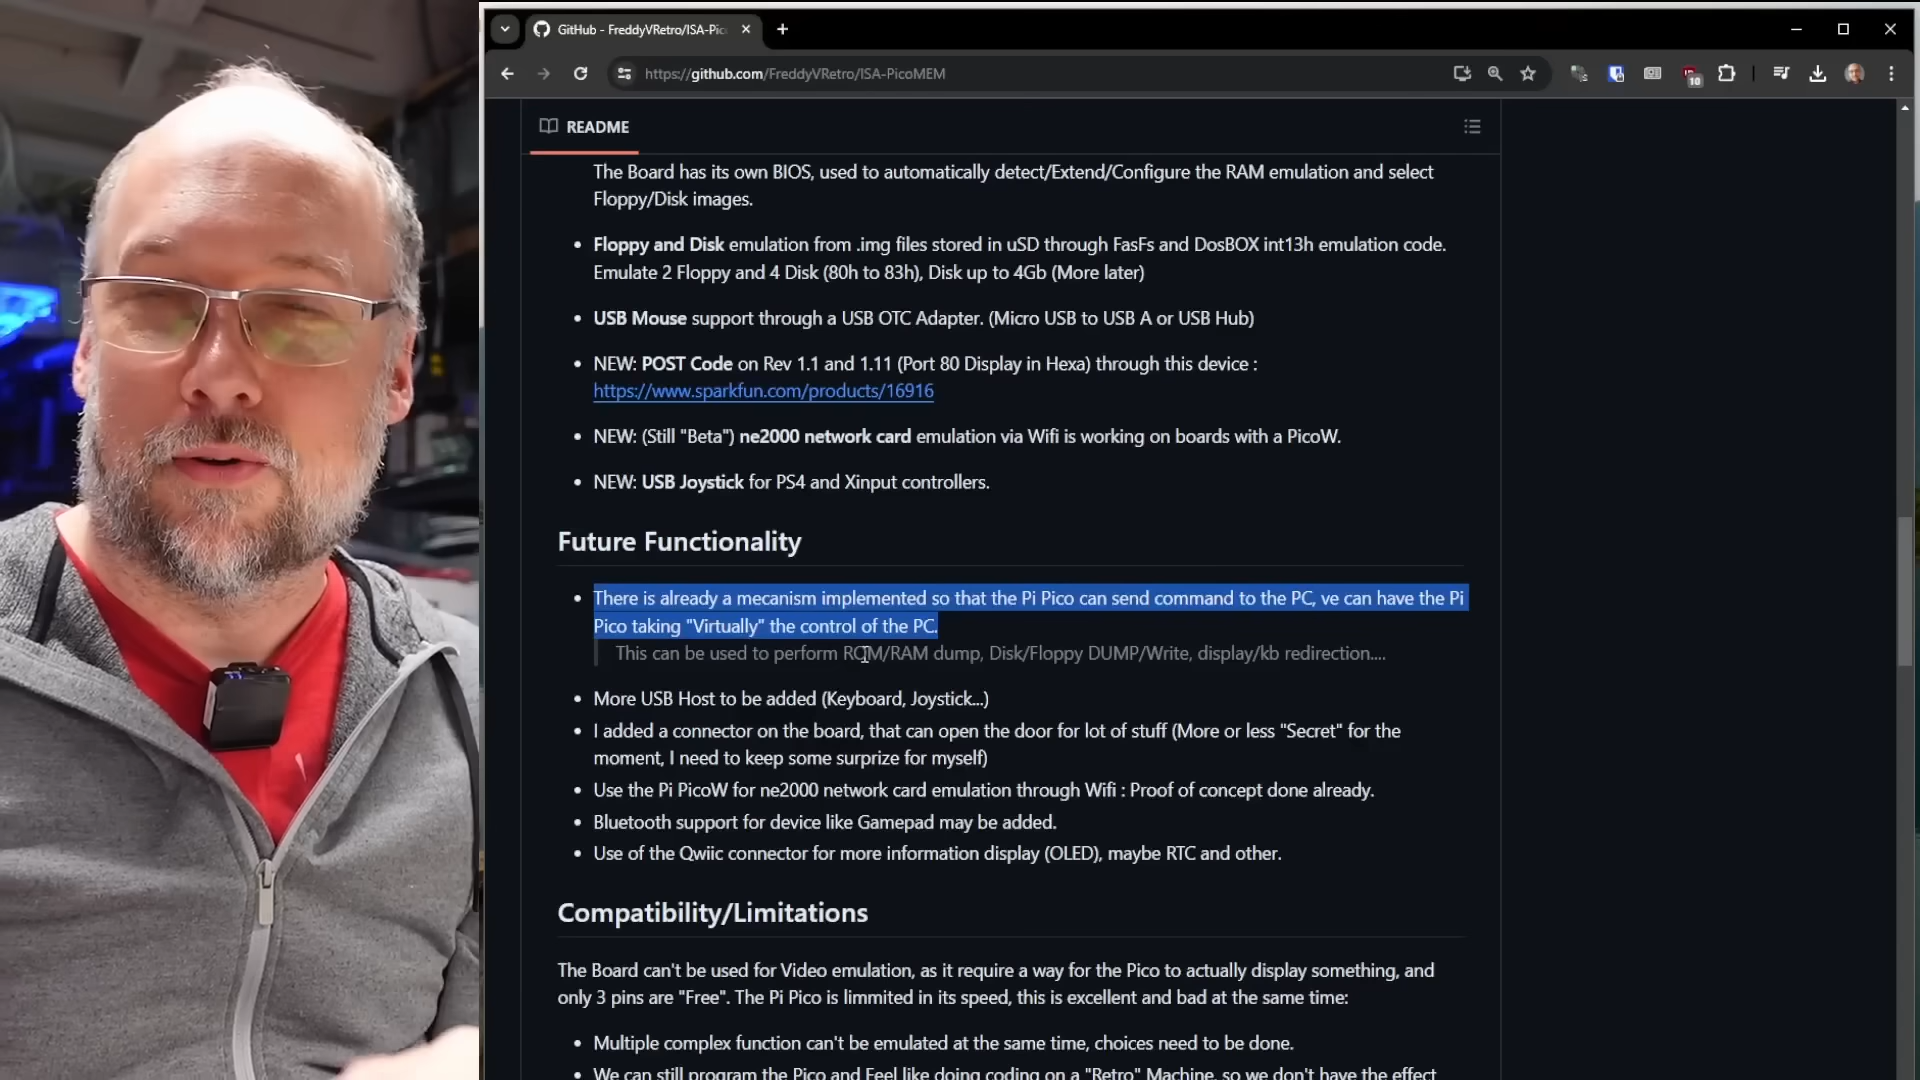 GitHub - FreddyVRetro/ISA-Pic
https://github.com/FreddyVRetro/ISA-PicoMEM
10
README
The Board has its own BIOS, used to automatically detect/Extend/Configure the RAM emulation and select
Floppy/Disk images.
Floppy and Disk emulation from .img files stored in uSD through FasFs and DosBOX int13h emulation code.
Emulate 2 Floppy and 4 Disk (80h to 83h), Disk up to 4Gb (More later)
USB Mouse support through a USB OTC Adapter. (Micro USB to USB A or USB Hub)
NEW: POST Code on Rev 1.1 and 1.11 (Port 80 Display in Hexa) through this device :
https://www.sparkfun.com/products/16916
NEW: (Still "Beta") ne2000 network card emulation via Wifi is working on boards with a PicoW.
NEW: USB Joystick for PS4 and Xinput controllers.
Future Functionality
There is already a mecanism implemented so that the Pi Pico can send command to the PC, ve can have the Pi
Pico taking "Virtually" the control of the PC.
This can be used to perform ROM/RAM dump, Disk/Floppy DUMP/Write, display/kb redirection....
More USB Host to be added (Keyboard, Joystick...)
I added a connector on the board, that can open the door for lot of stuff (More or less "Secret" for the
moment, I need to keep some surprize for myself)
Use the Pi PicoW for ne2000 network card emulation through Wifi : Proof of concept done already.
Bluetooth support for device like Gamepad may be added.
Use of the Qwiic connector for more information display (OLED), maybe RTC and other.
Compatibility/Limitations
The Board can't be used for Video emulation, as it require a way for the Pico to actually display something, and
only 3 pins are "Free". The Pi Pico is limmited in its speed, this is excellent and bad at the same time:
Multiple complex function can't be emulated at the same time, choices need to be done.
We can still program the Pico and Feel like doing coding on a "Retro" Machine, so we don't have the effect